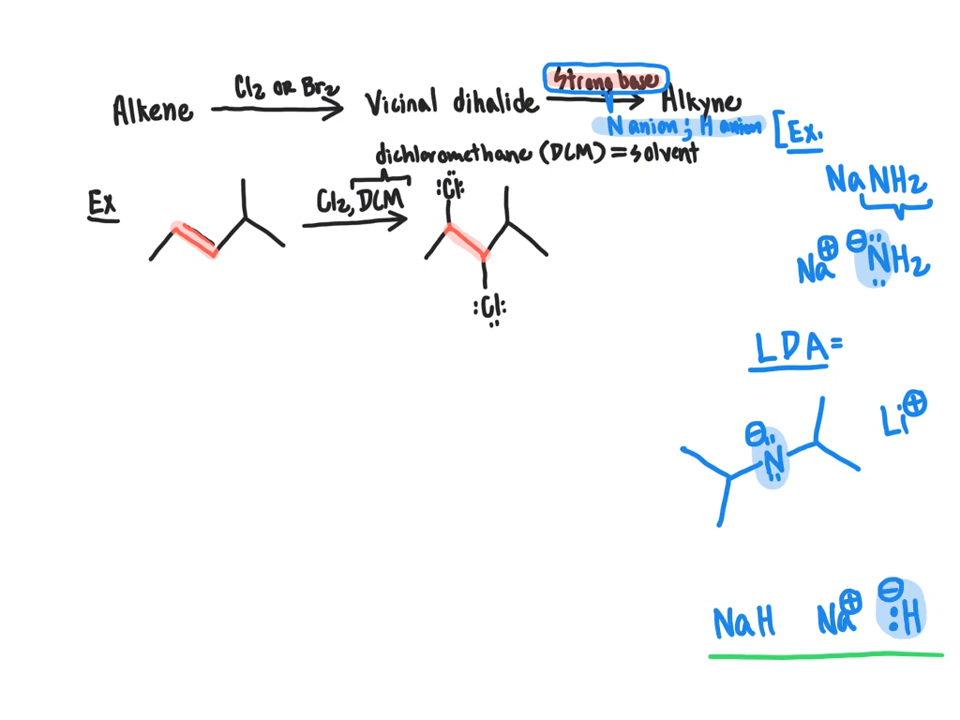 Alkene Cl2 OR Br2 Vicinal dihalide Strong base Alkyne
N anion ; H anion [Ex.
dichloromethane (DCM) = solvent
NaNH2
Ex Cl2, DCM :Cl:
Na⊕ ⊖NH2
:Cl:
LDA=
Li⊕
⊖N
NaH Na⊕ ⊖:H